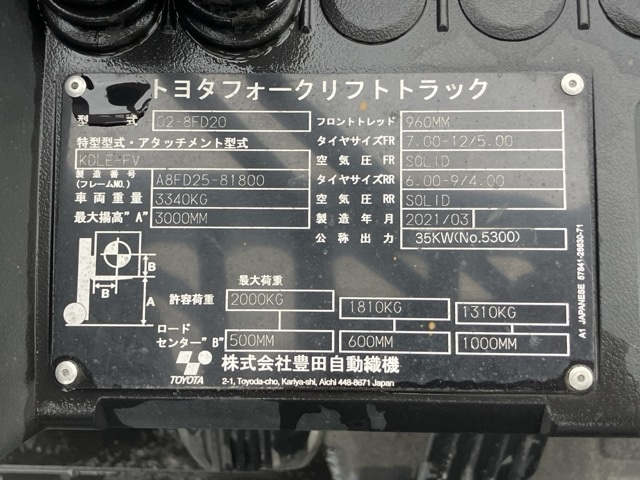 トヨタフォークリフトトラック
型式 02-8FD20
特型型式・アタッチメント型式
KDLE-FV
製造番号(フレームNO.) A8FD25-81800
車両重量 3340KG
最大揚高"A" 3000MM
フロントトレッド 960MM
タイヤサイズFR 7.00-12/5.00
空気圧FR SOLID
タイヤサイズRR 6.00-9/4.00
空気圧RR SOLID
製造年月 2021/03
公称出力 35KW(No.5300)
B
B
A
最大荷重
許容荷重 2000KG 1810KG 1310KG
ロードセンター"B" 500MM 600MM 1000MM
TOYOTA
株式会社豊田自動織機
2-1, Toyoda-cho, Kariya-shi, Aichi 448-8671 Japan
A1 JAPANESE 57841-26630-71